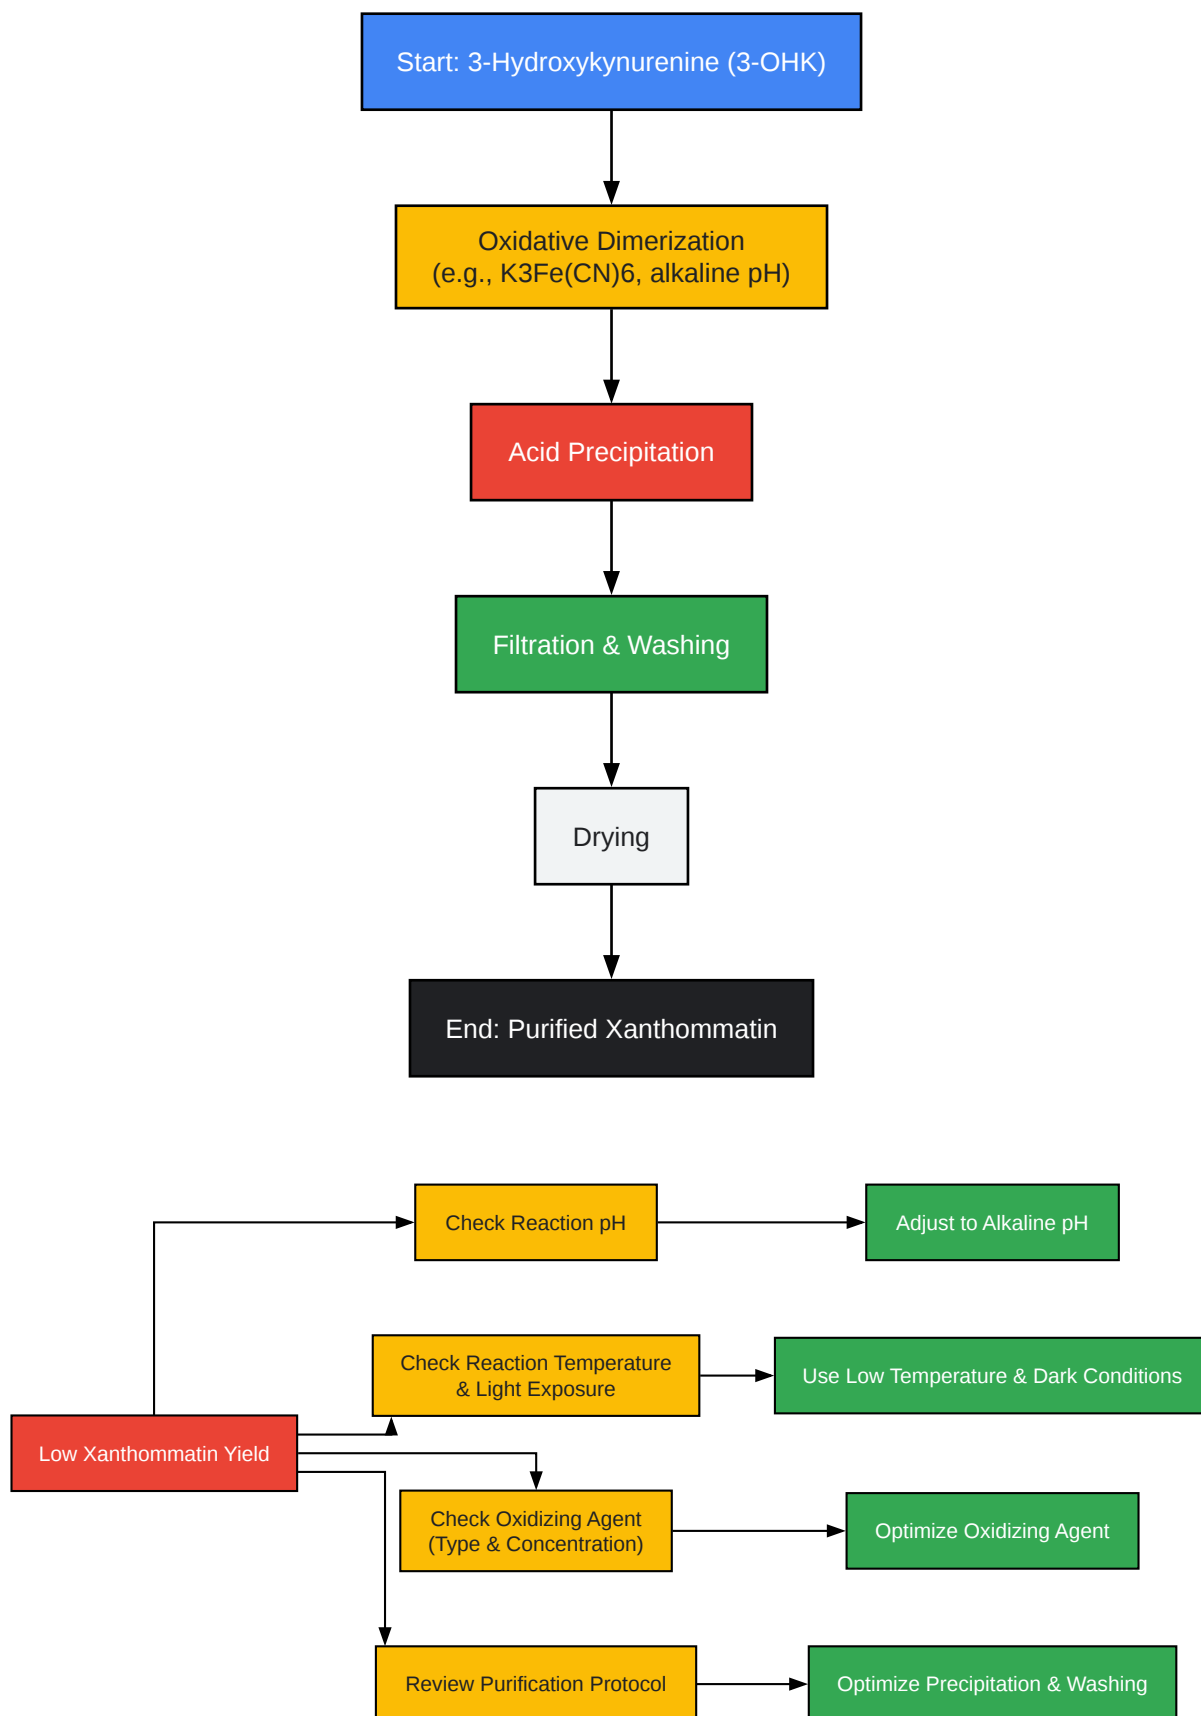 Start: 3-Hydroxykynurenine (3-OHK)
Oxidative Dimerization
(e.g., K3Fe(CN)6, alkaline pH)
Acid Precipitation
Filtration & Washing
Drying
End: Purified Xanthommatin
Check Reaction pH
Adjust to Alkaline pH
Check Reaction Temperature
& Light Exposure
Use Low Temperature & Dark Conditions
Low Xanthommatin Yield
Check Oxidizing Agent
(Type & Concentration)
Optimize Oxidizing Agent
Review Purification Protocol
Optimize Precipitation & Washing